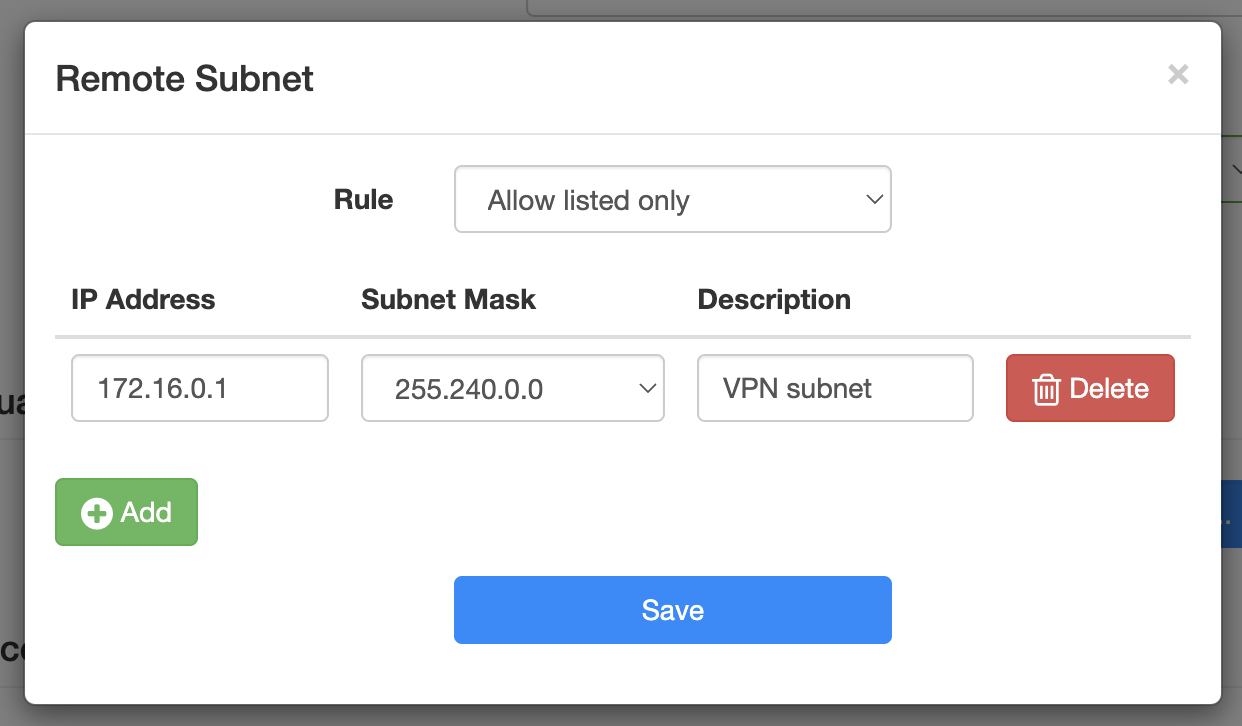 Remote Subnet ×
Rule Allow listed only
IP Address Subnet Mask Description
172.16.0.1 255.240.0.0 VPN subnet Delete
Add
Save